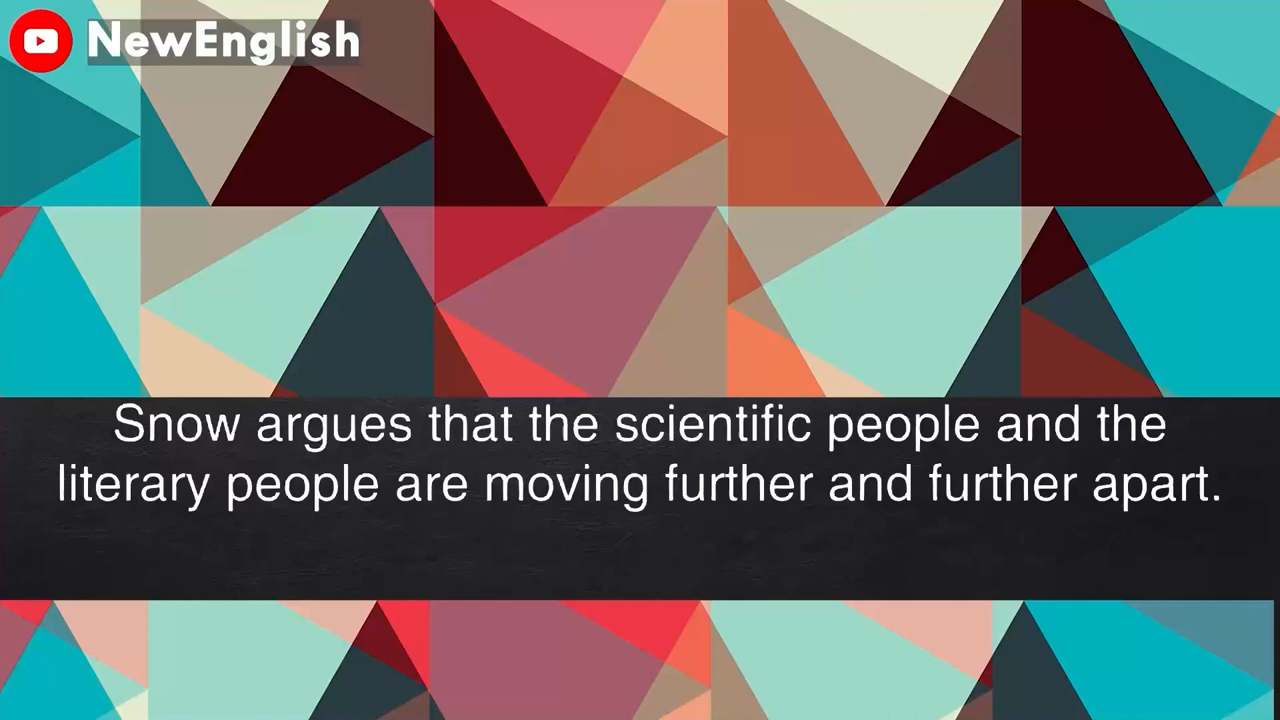 NewEnglish
Snow argues that the scientific people and the
literary people are moving further and further apart.